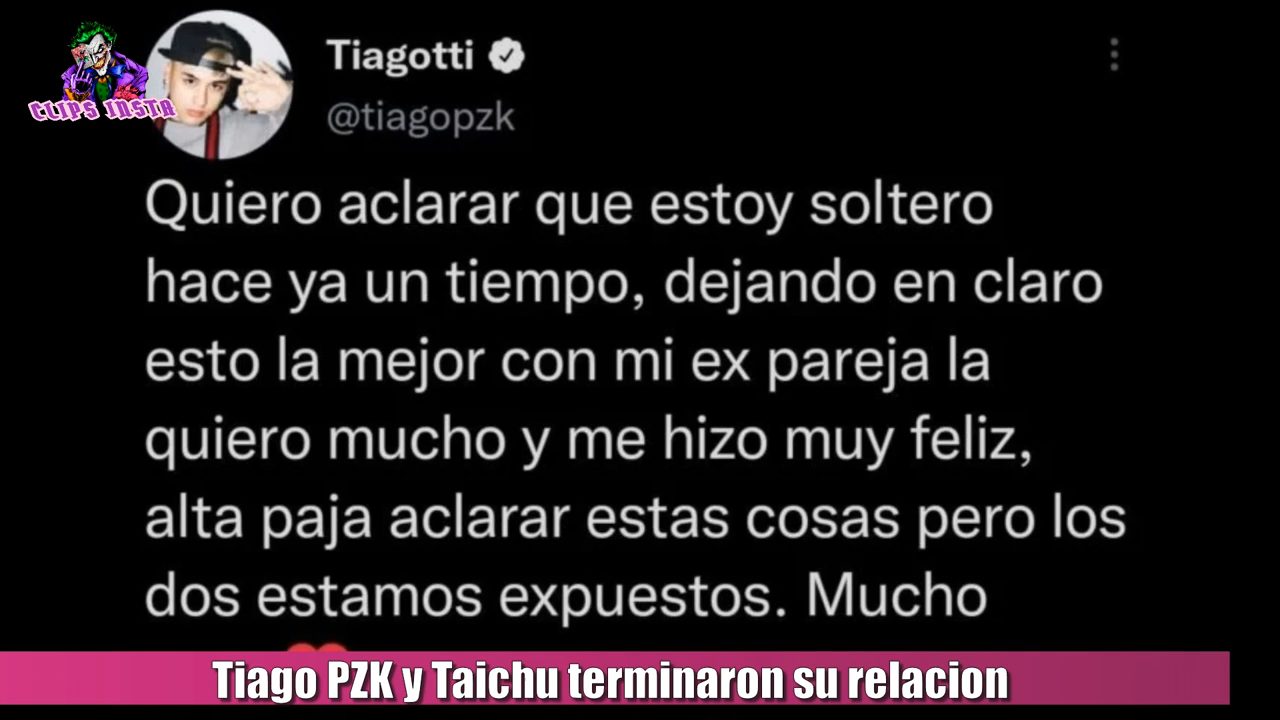 CLIPS INSTA
Tiagotti
@tiagopzk
Quiero aclarar que estoy soltero
hace ya un tiempo, dejando en claro
esto la mejor con mi ex pareja la
quiero mucho y me hizo muy feliz,
alta paja aclarar estas cosas pero los
dos estamos expuestos. Mucho
Tiago PZK y Taichu terminaron su relacion